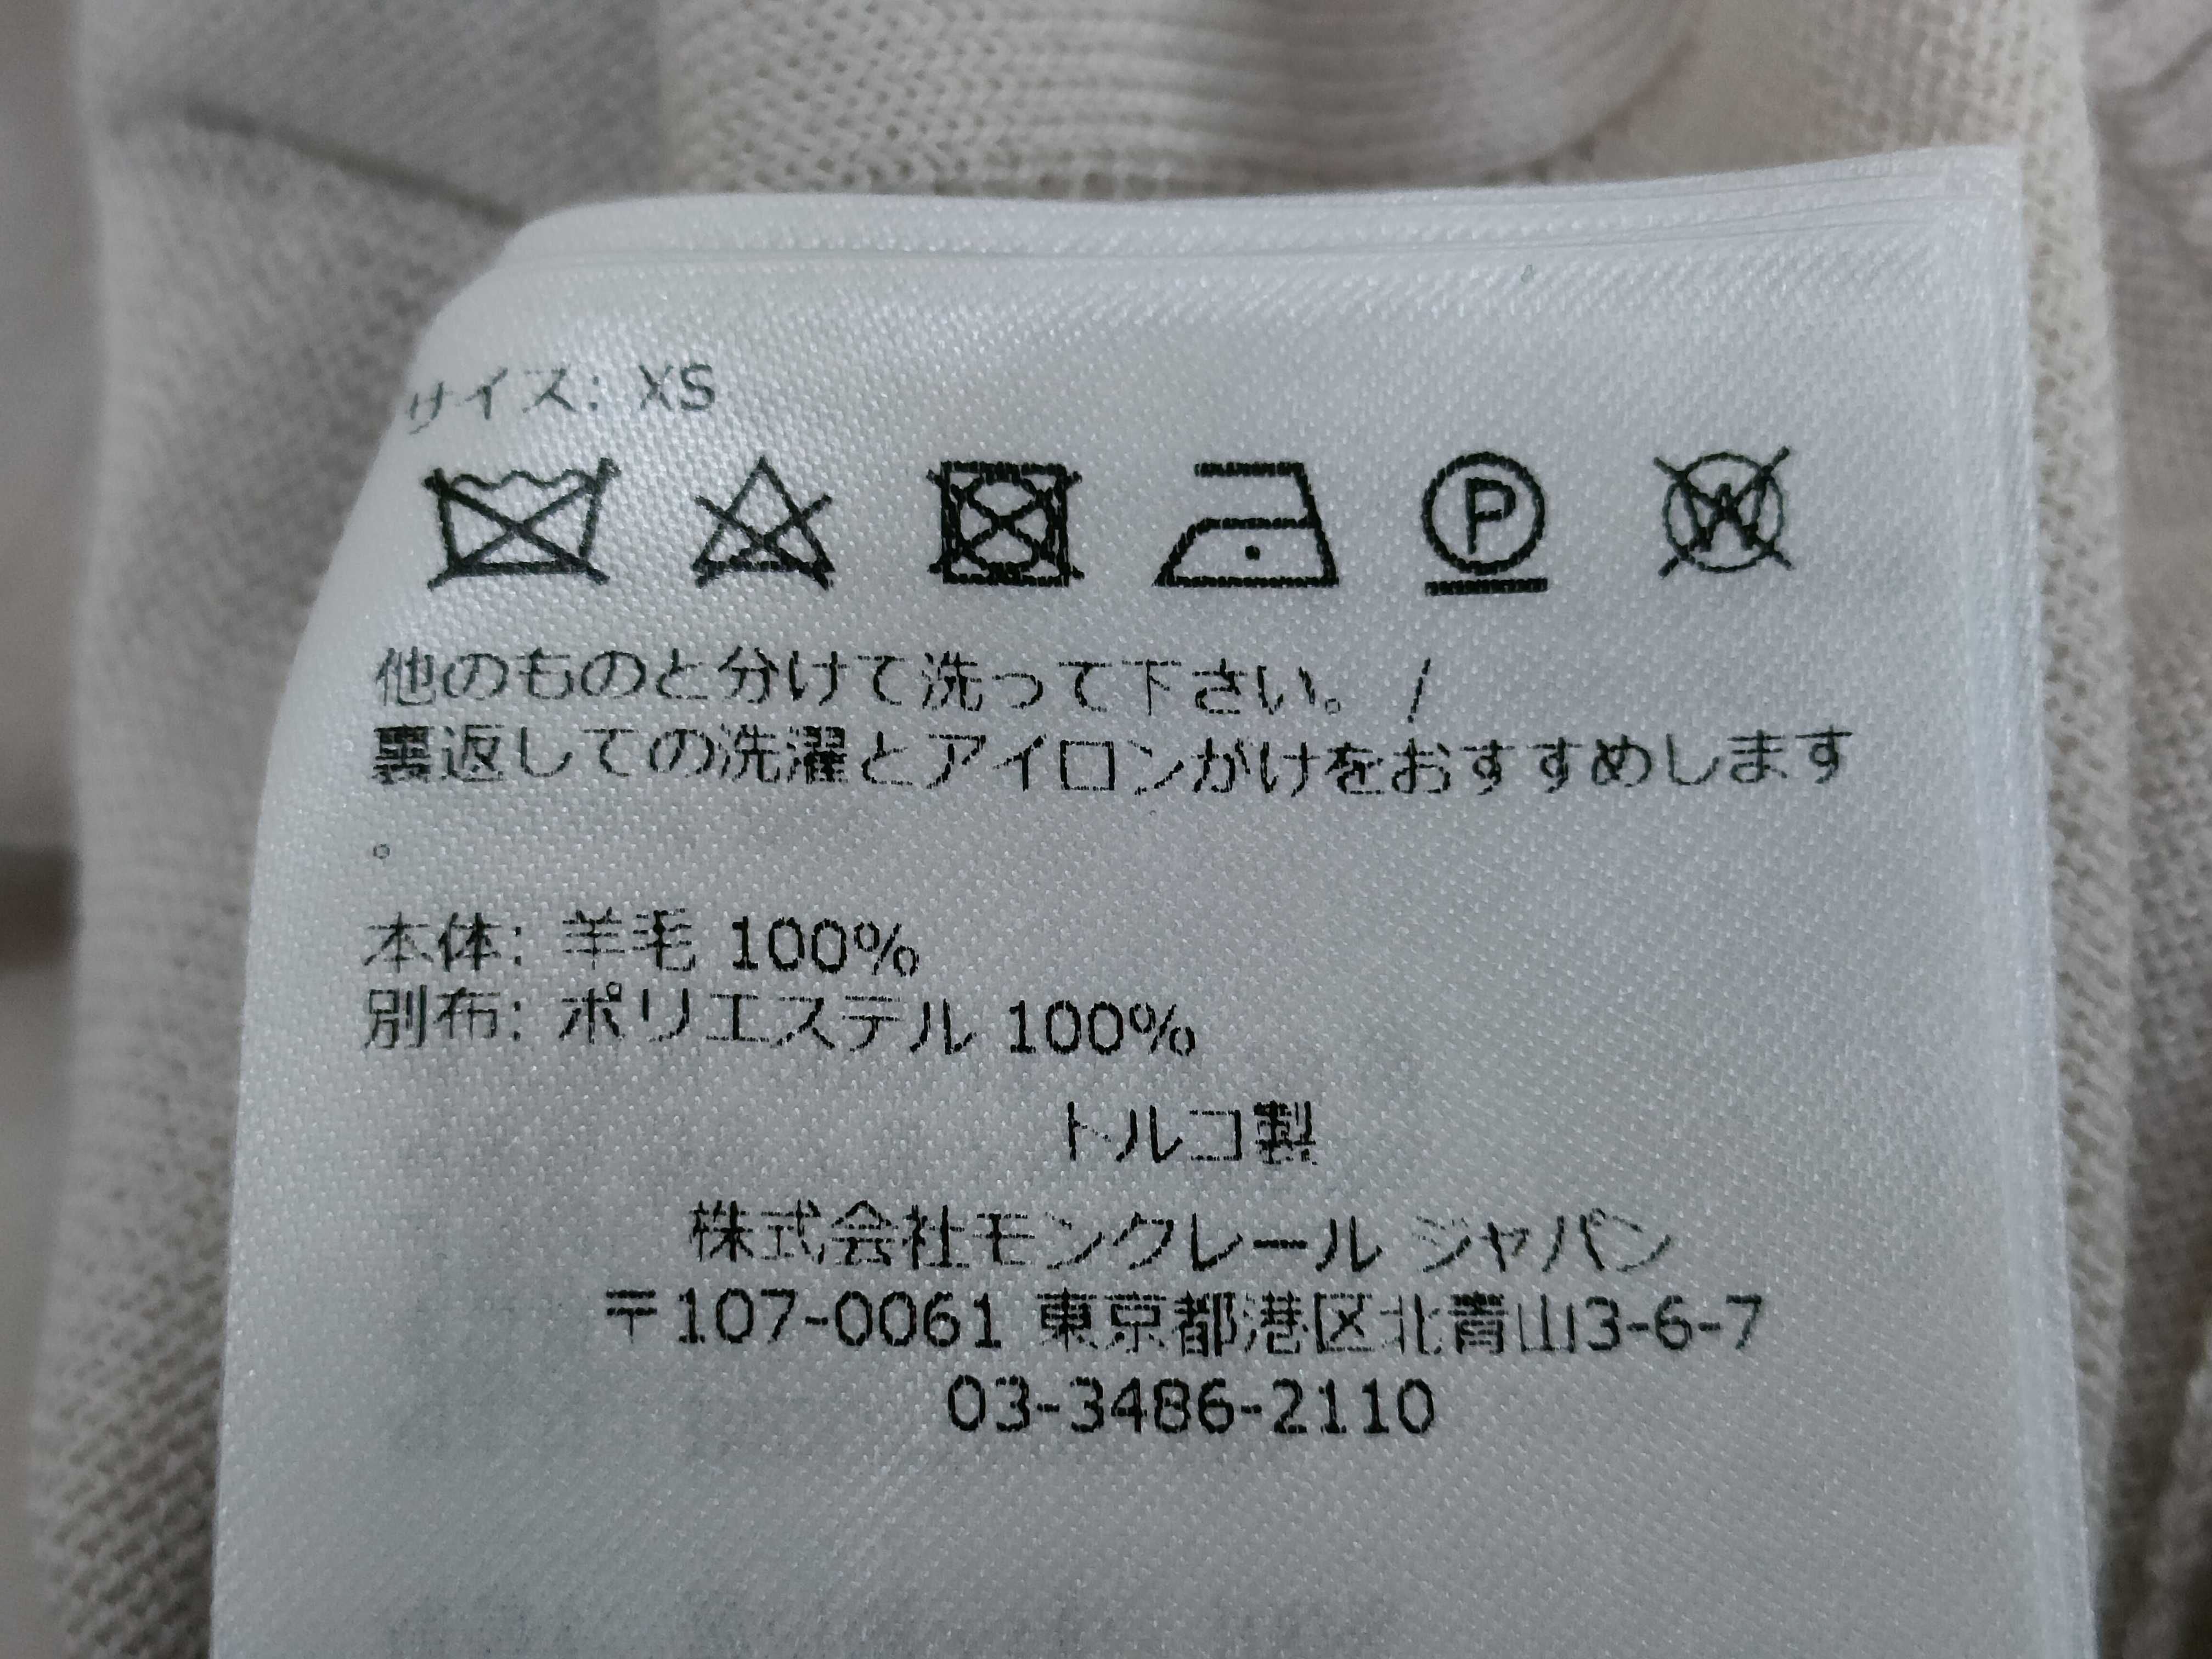 サイズ: XS
P W
他のものと分けて洗って下さい。 /
裏返しての洗濯とアイロンがけをおすすめします
。
本体: 羊毛 100%
別布: ポリエステル 100%
トルコ製
株式会社モンクレール ジャパン
〒107-0061 東京都港区北青山3-6-7
03-3486-2110